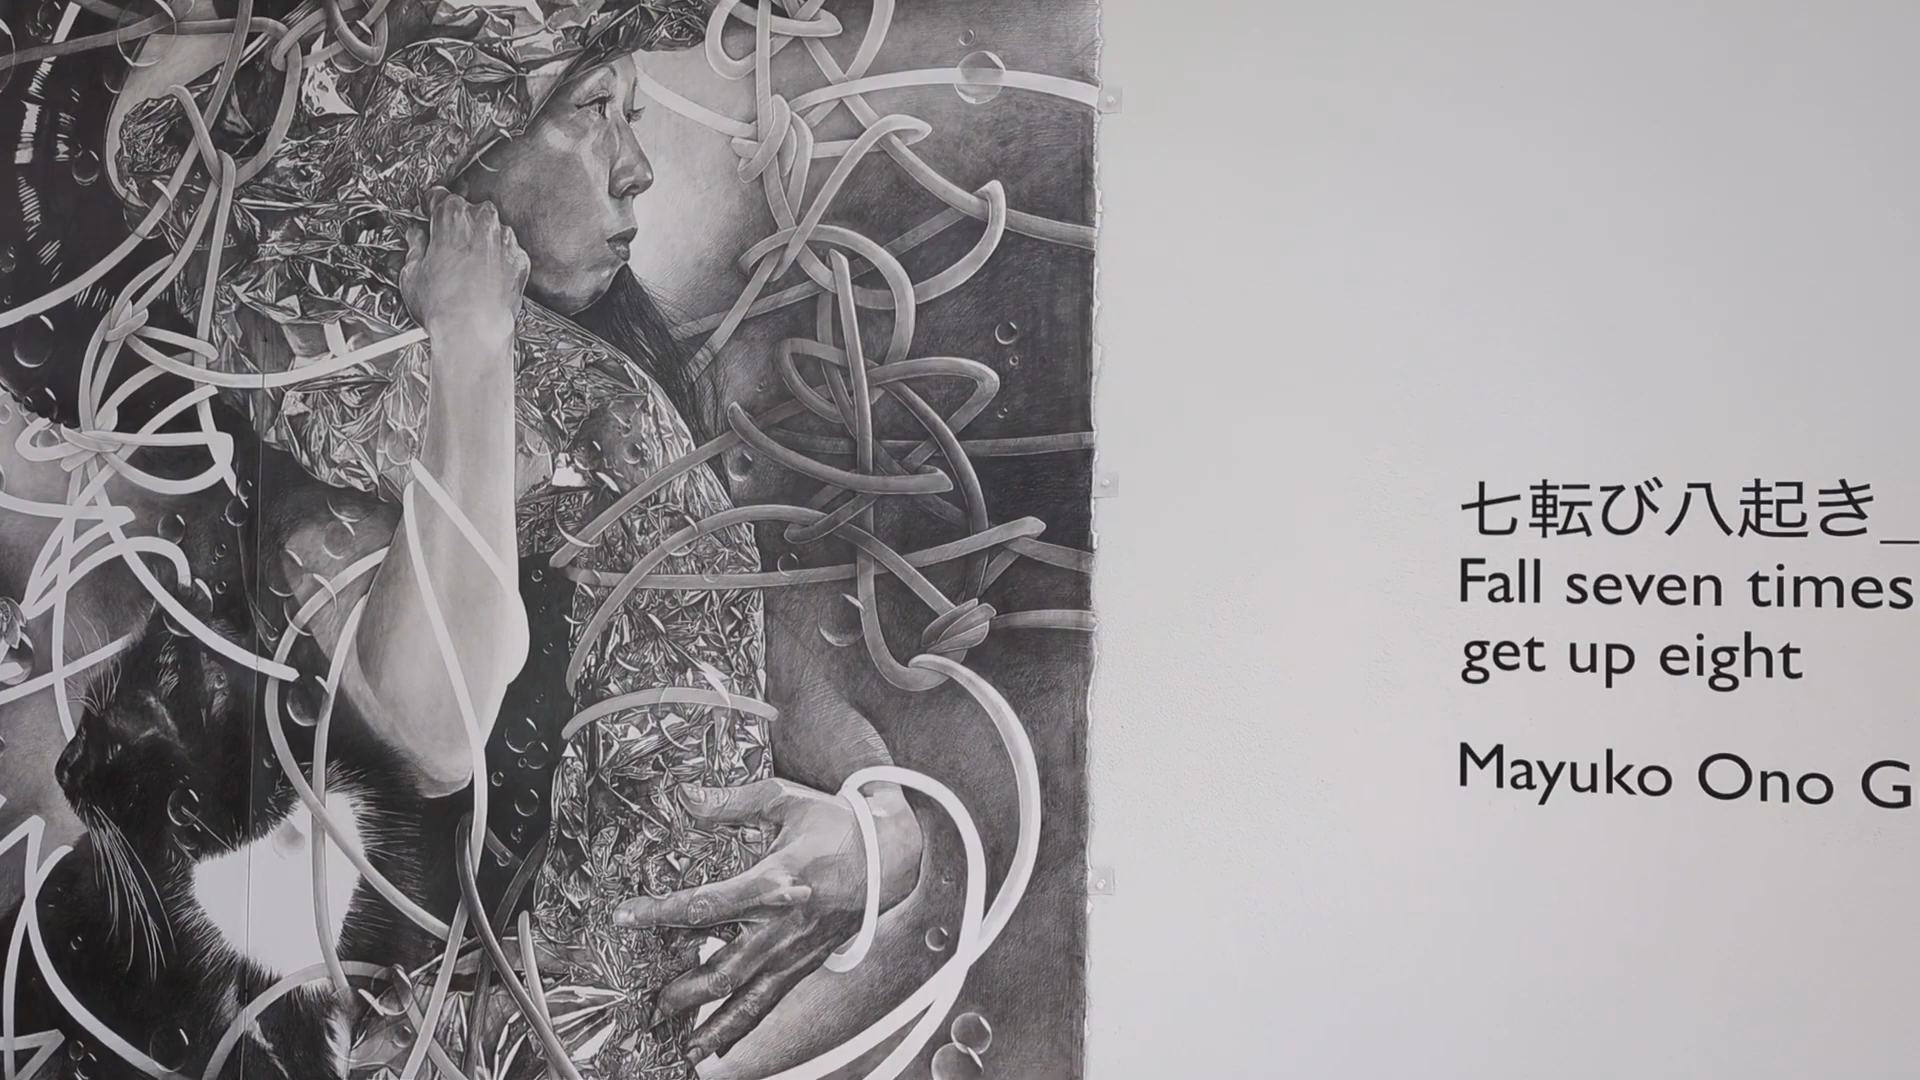 七転び八起き_
Fall seven times
get up eight
Mayuko Ono G